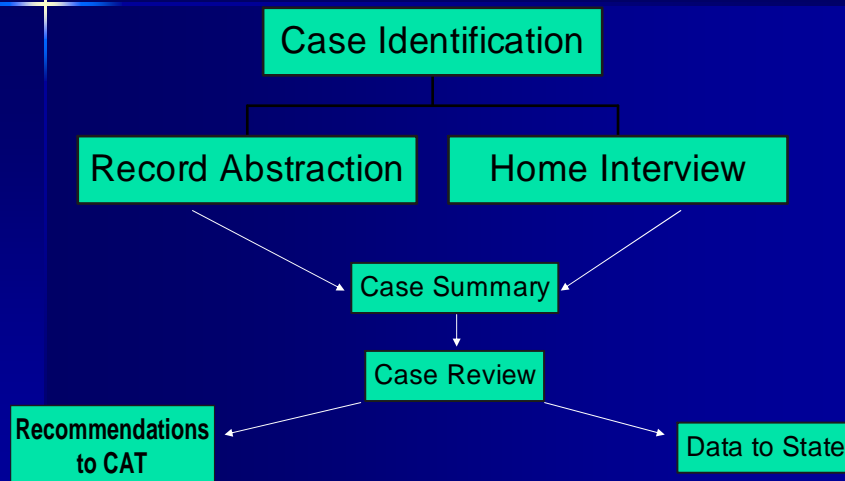 Case Identification
Record Abstraction
Home Interview
Case Summary
Case Review
Recommendations
to CAT
Data to State